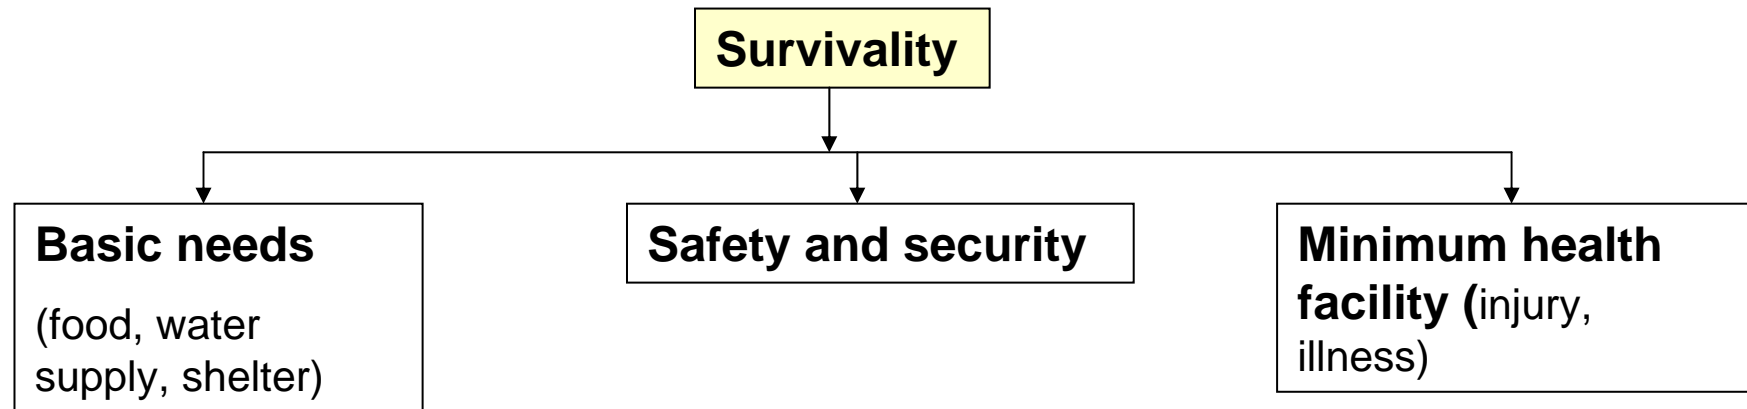 Survivality
Basic needs
(food, water
supply, shelter)
Safety and security
Minimum health
facility (injury,
illness)